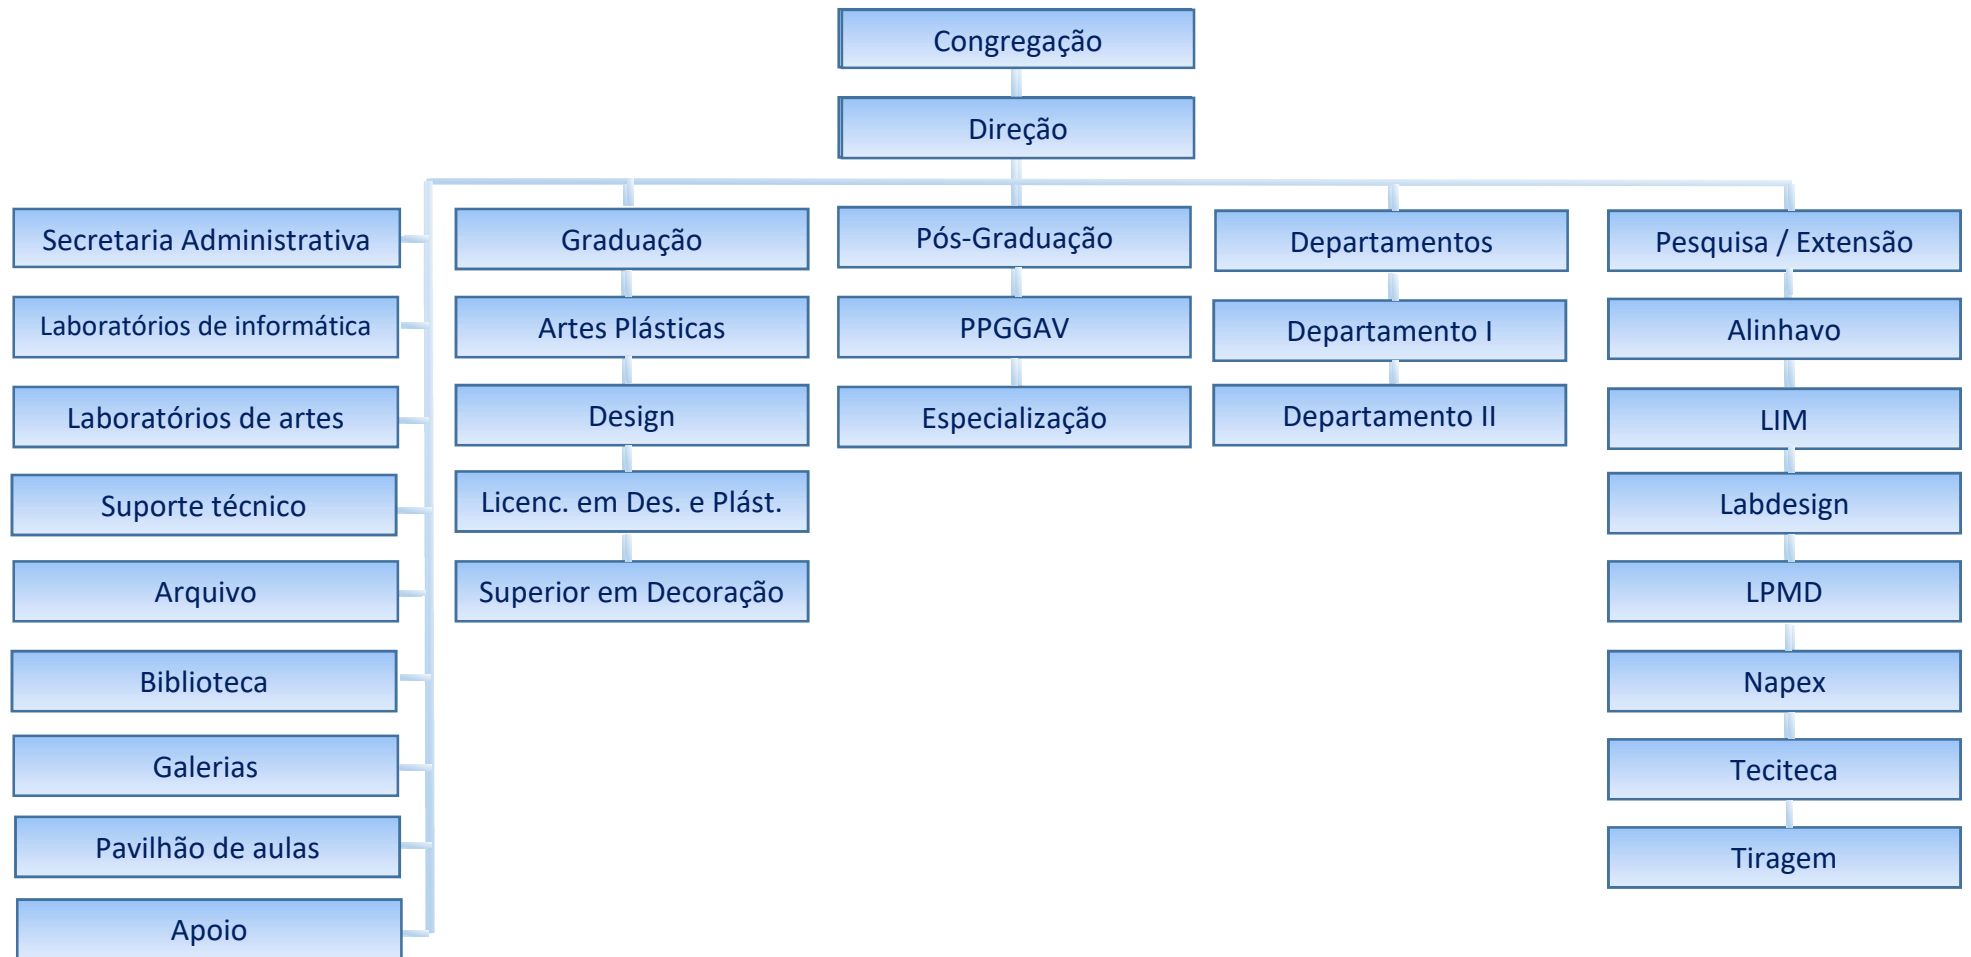 Congregação
Direção
Secretaria Administrativa
Laboratórios de informática
Laboratórios de artes
Suporte técnico
Arquivo
Biblioteca
Galerias
Pavilhão de aulas
Apoio
Graduação
Artes Plásticas
Design
Licenc. em Des. e Plást.
Superior em Decoração
Pós-Graduação
PPGGAV
Especialização
Departamentos
Departamento I
Departamento II
Pesquisa / Extensão
Alinhavo
LIM
Labdesign
LPMD
Napex
Teciteca
Tiragem